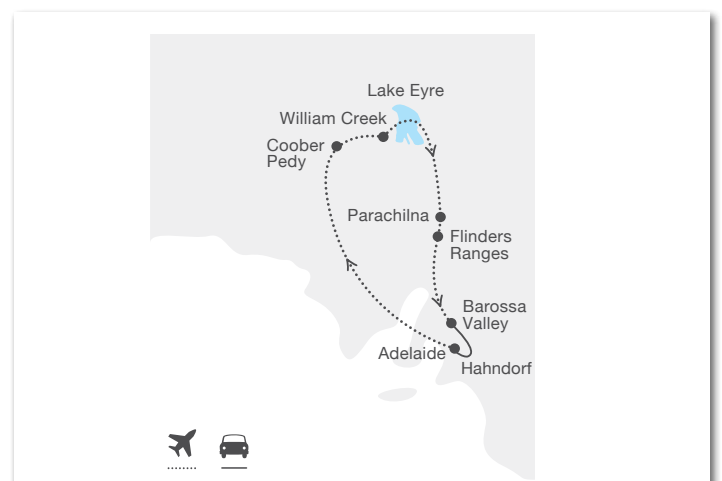 Lake Eyre
William Creek
Coober
Pedy
Parachilna
Flinders
Ranges
Barossa
Valley
Adelaide
Hahndorf